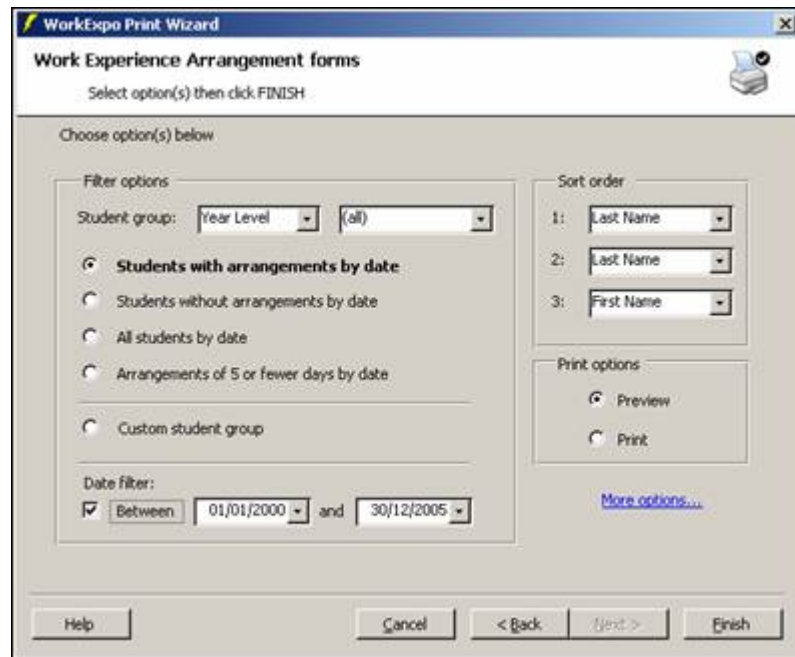 WorkExpo Print Wizard
Work Experience Arrangement forms
Select option(s) then click FINISH
Choose option(s) below
Filter options
Student group: Year Level (all)
Students with arrangements by date
Students without arrangements by date
All students by date
Arrangements of 5 or fewer days by date
Custom student group
Date filter:
Between 01/01/2000 and 30/12/2005
Sort order
1: Last Name
2: Last Name
3: First Name
Print options
Preview
Print
More options...
Help Cancel < Back Next > Finish